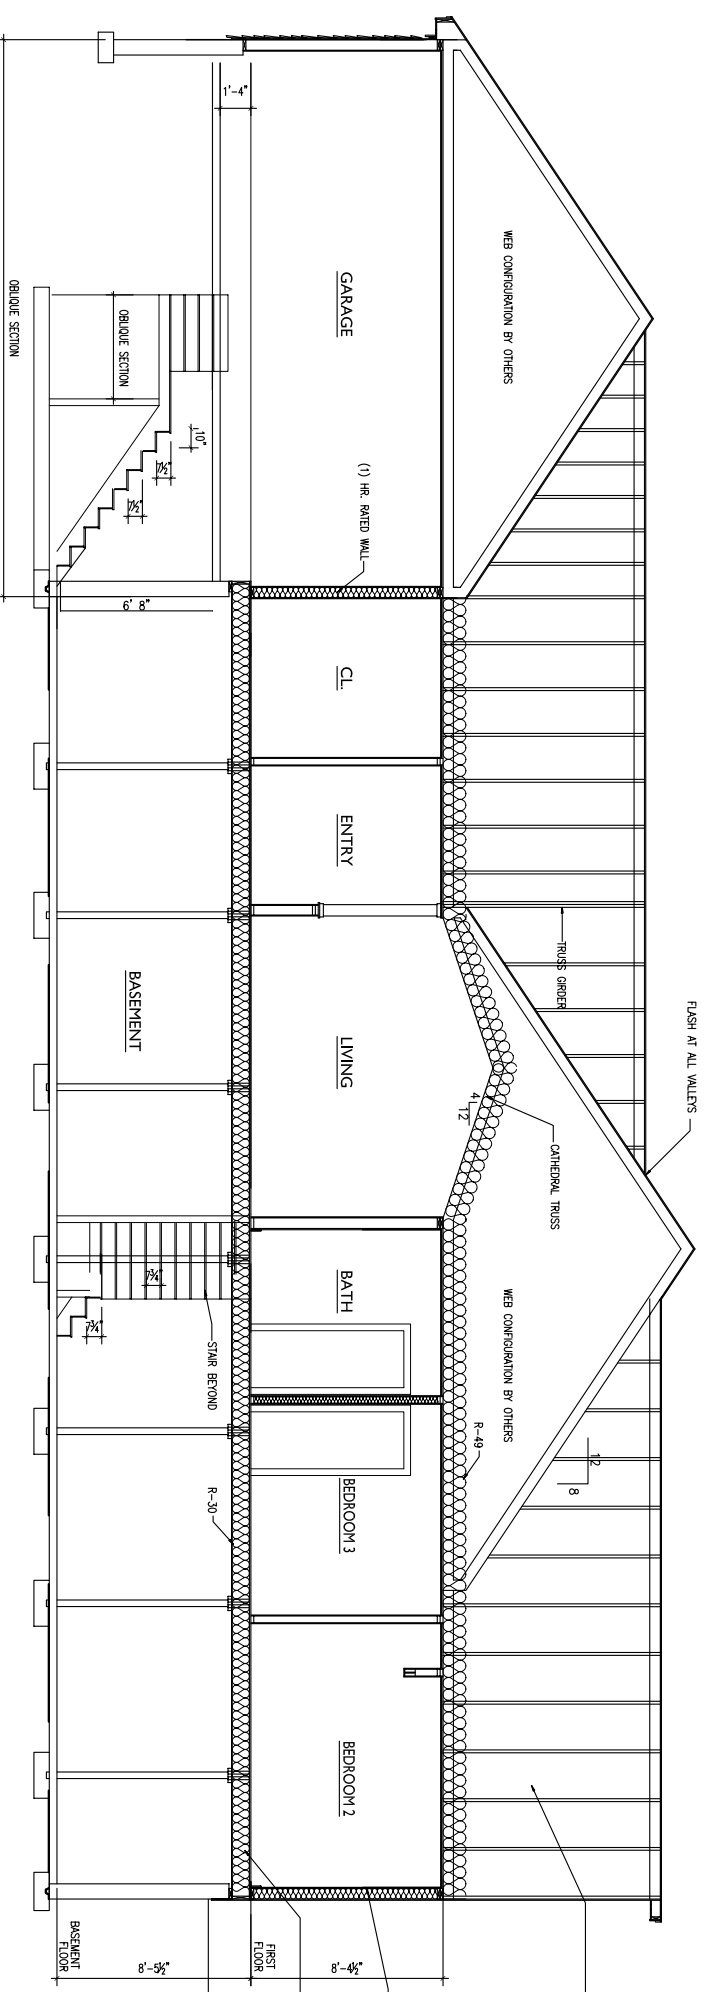 FLASH AT ALL VALLEYS
WEB CONFIGURATION BY OTHERS
TRUSS GIRDER
CATHEDRAL TRUSS
4
12
WEB CONFIGURATION BY OTHERS
12
8
R-49
GARAGE
(1) HR. RATED WALL
CL.
ENTRY
LIVING
BATH
BEDROOM 3
BEDROOM 2
8'-4½"
1'-4"
FIRST
FLOOR
R-30
STAIR BEYOND
10"
7½"
7½"
6' 8"
BASEMENT
7¾"
7¾"
8'-5½"
OBLIQUE SECTION
BASEMENT
FLOOR
OBLIQUE SECTION